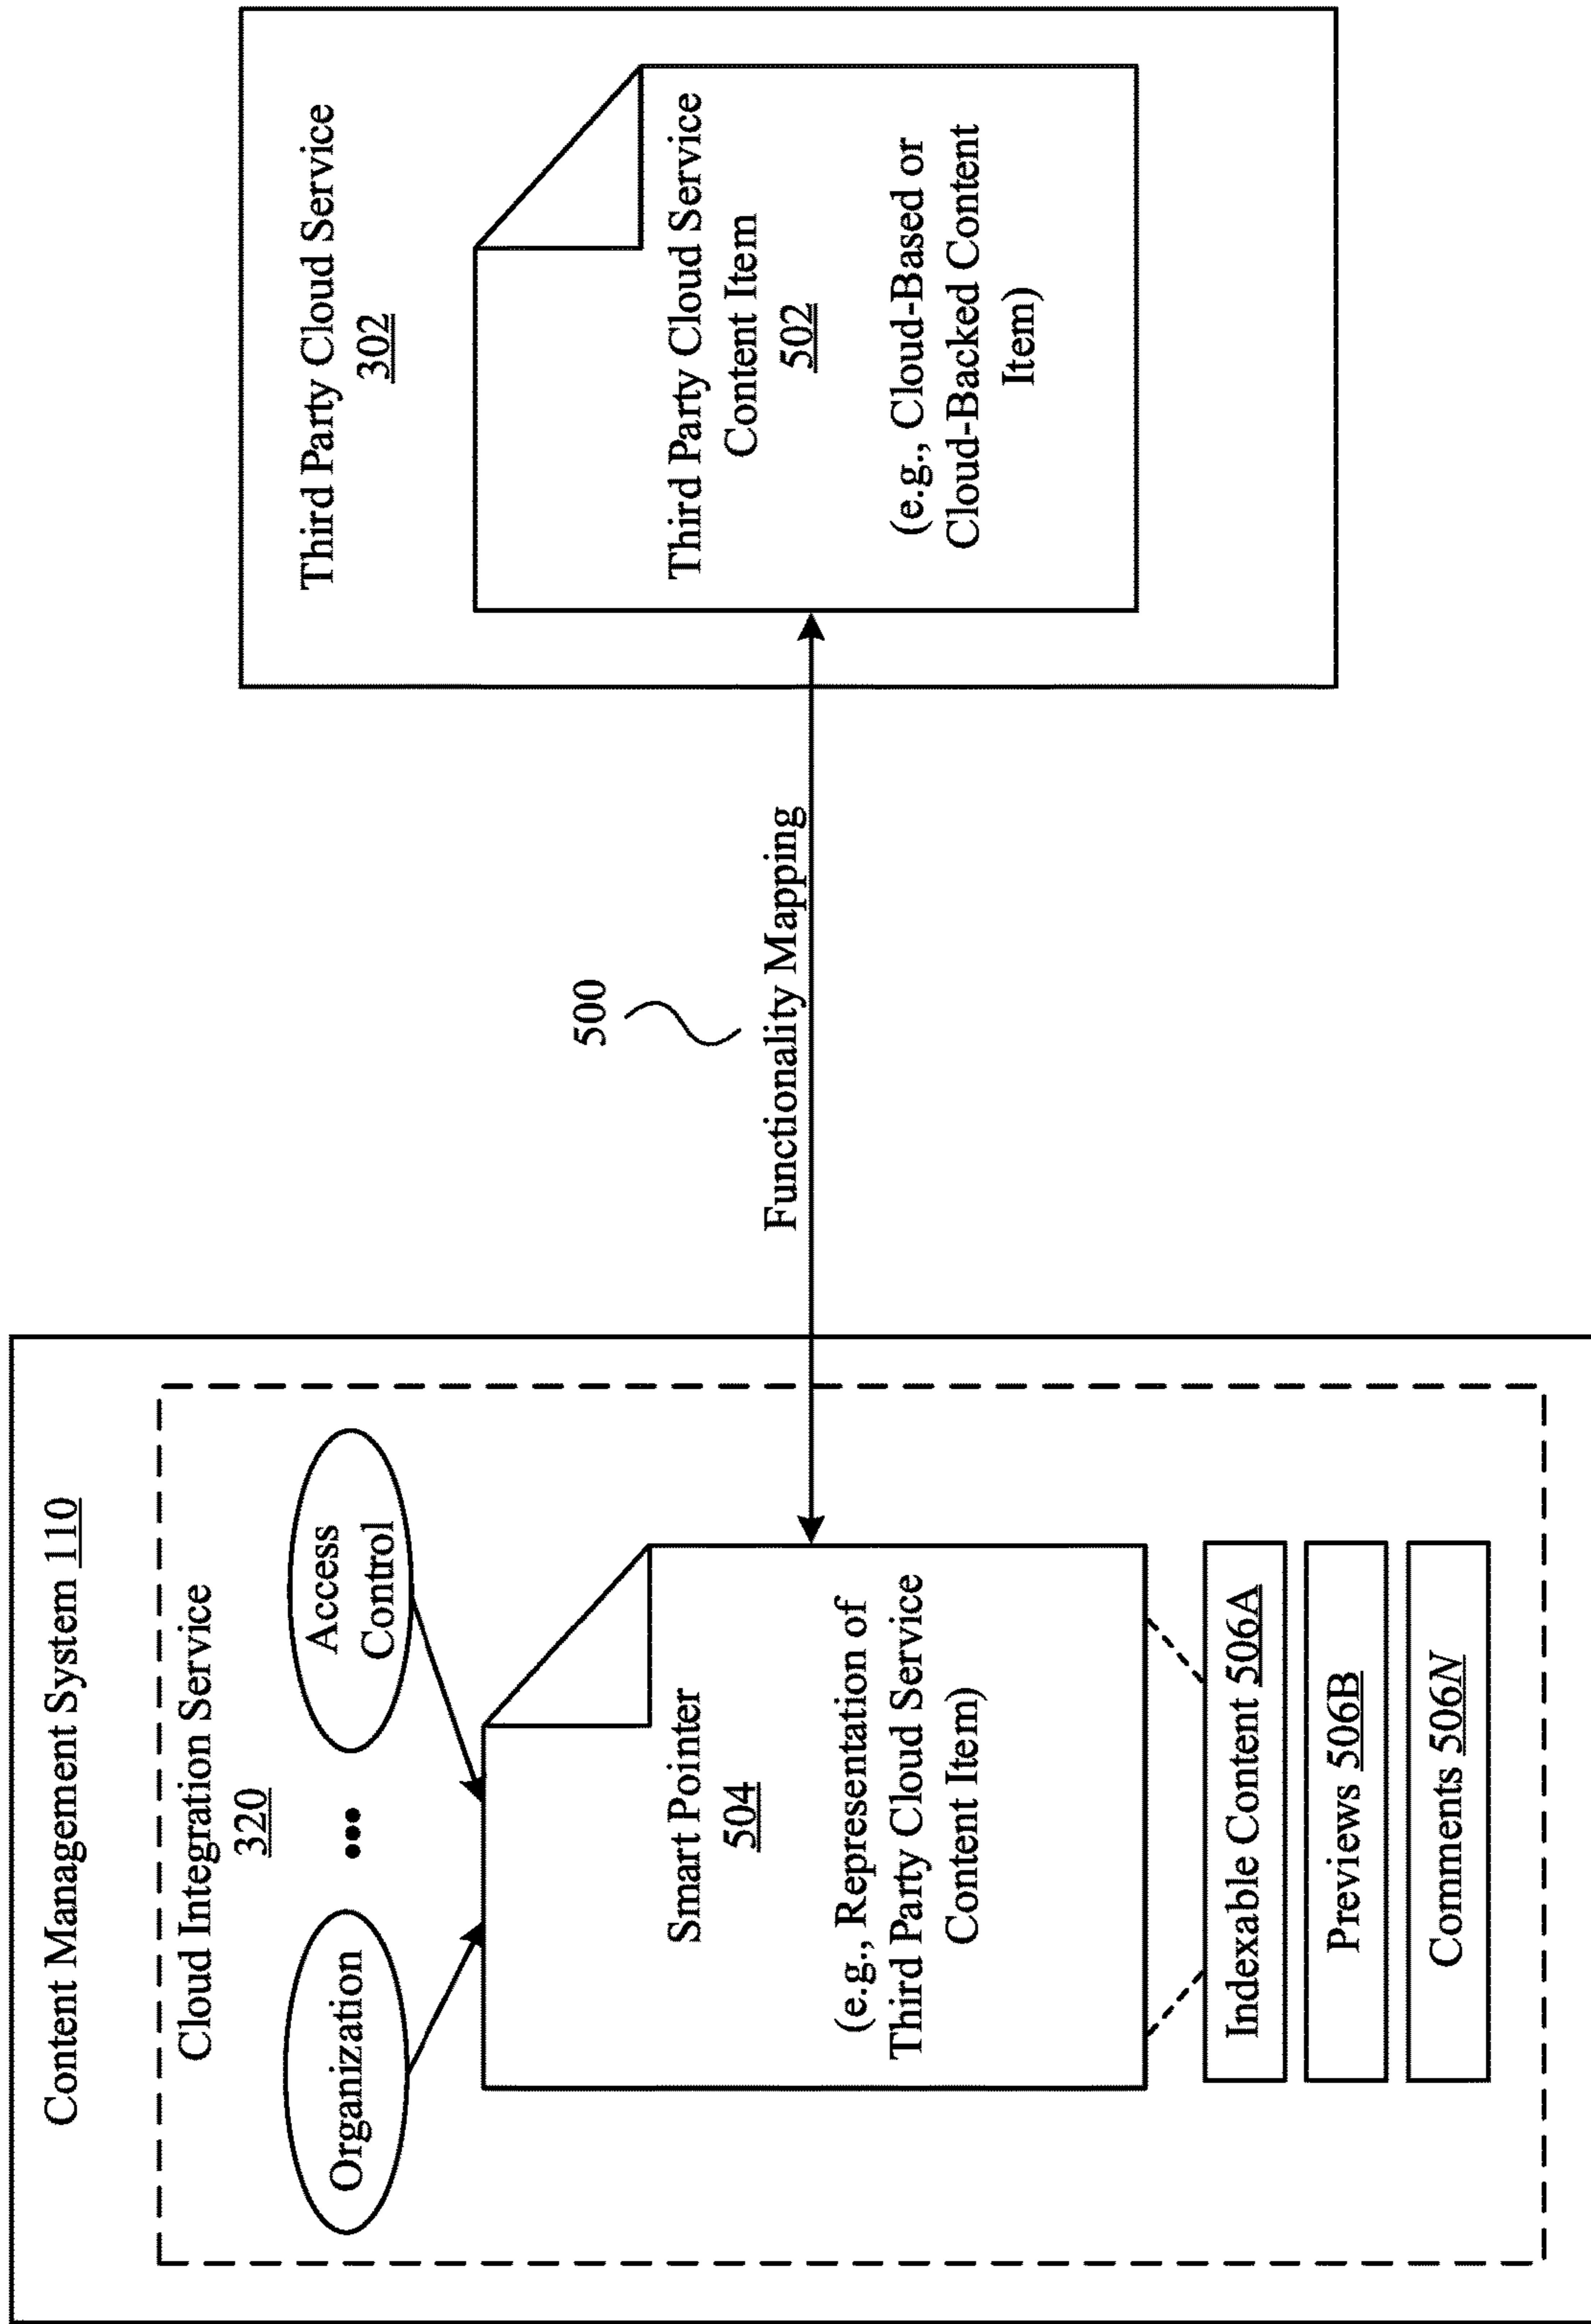 Content Management System 110
Cloud Integration Service
320
Organization
Access
Control
Smart Pointer
504
(e.g., Representation of
Third Party Cloud Service
Content Item)
Indexable Content 506A
Previews 506B
Comments 506N
500
Functionality Mapping
Third Party Cloud Service
302
Third Party Cloud Service
Content Item
502
(e.g., Cloud-Based or
Cloud-Backed Content
Item)